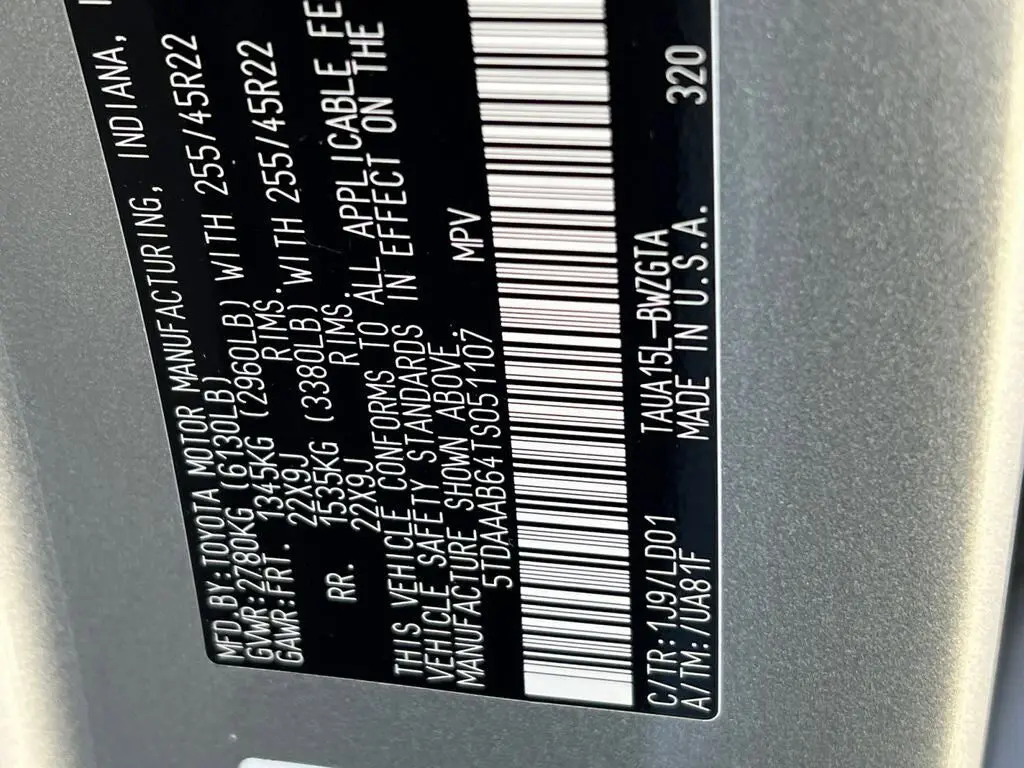 MFD.BY:TOYOTA MOTOR MANUFACTURING, INDIANA,
GVWR:2780KG (6130LB)
GAWR:FRT. 1345KG (2960LB) WITH 255/45R22
22X9J RIMS.
RR. 1535KG (3380LB) WITH 255/45R22
22X9J RIMS.
THIS VEHICLE CONFORMS TO ALL APPLICABLE FE
VEHICLE SAFETY STANDARDS IN EFFECT ON THE
MANUFACTURE SHOWN ABOVE.
5TDAAAB64TS051107 MPV
C/TR:1J9/LD01 TAUA15L-BWZGTA
A/TM:/UA81F MADE IN U.S.A. 320